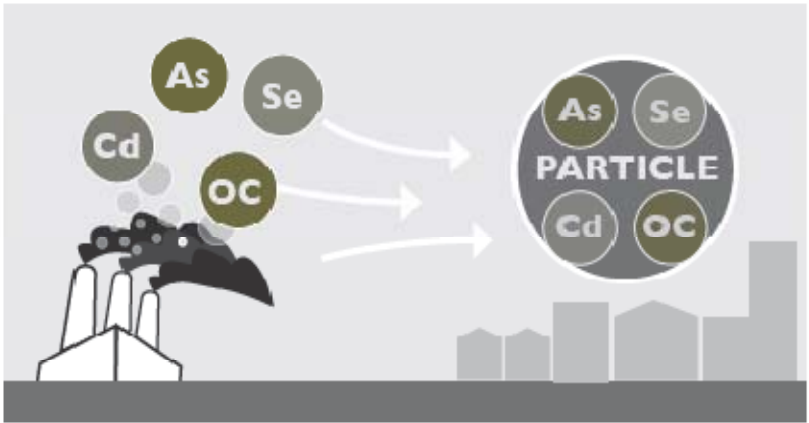 As
Se
Cd
OC
As Se
PARTICLE
Cd OC